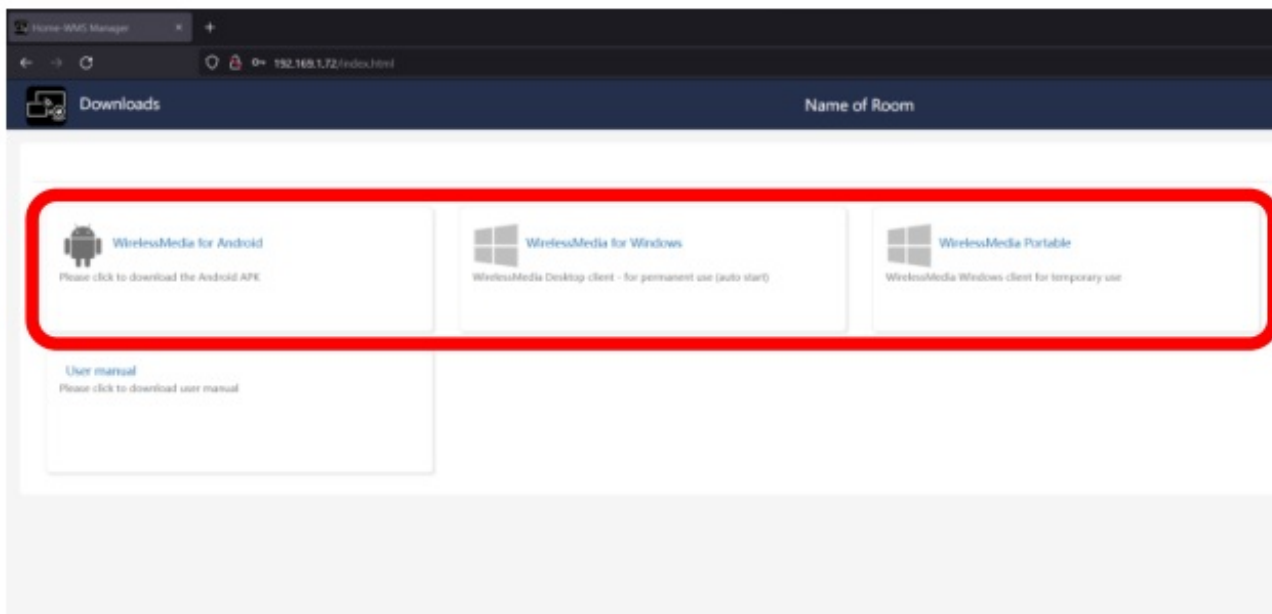 Home-WMS Manager
192.169.1.72/index.html
Downloads
Name of Room
WirelessMedia for Android
Please click to download the Android APK
WirelessMedia for Windows
WirelessMedia Desktop client - for permanent use (auto start)
WirelessMedia Portable
WirelessMedia Windows client for temporary use
User manual
Please click to download user manual